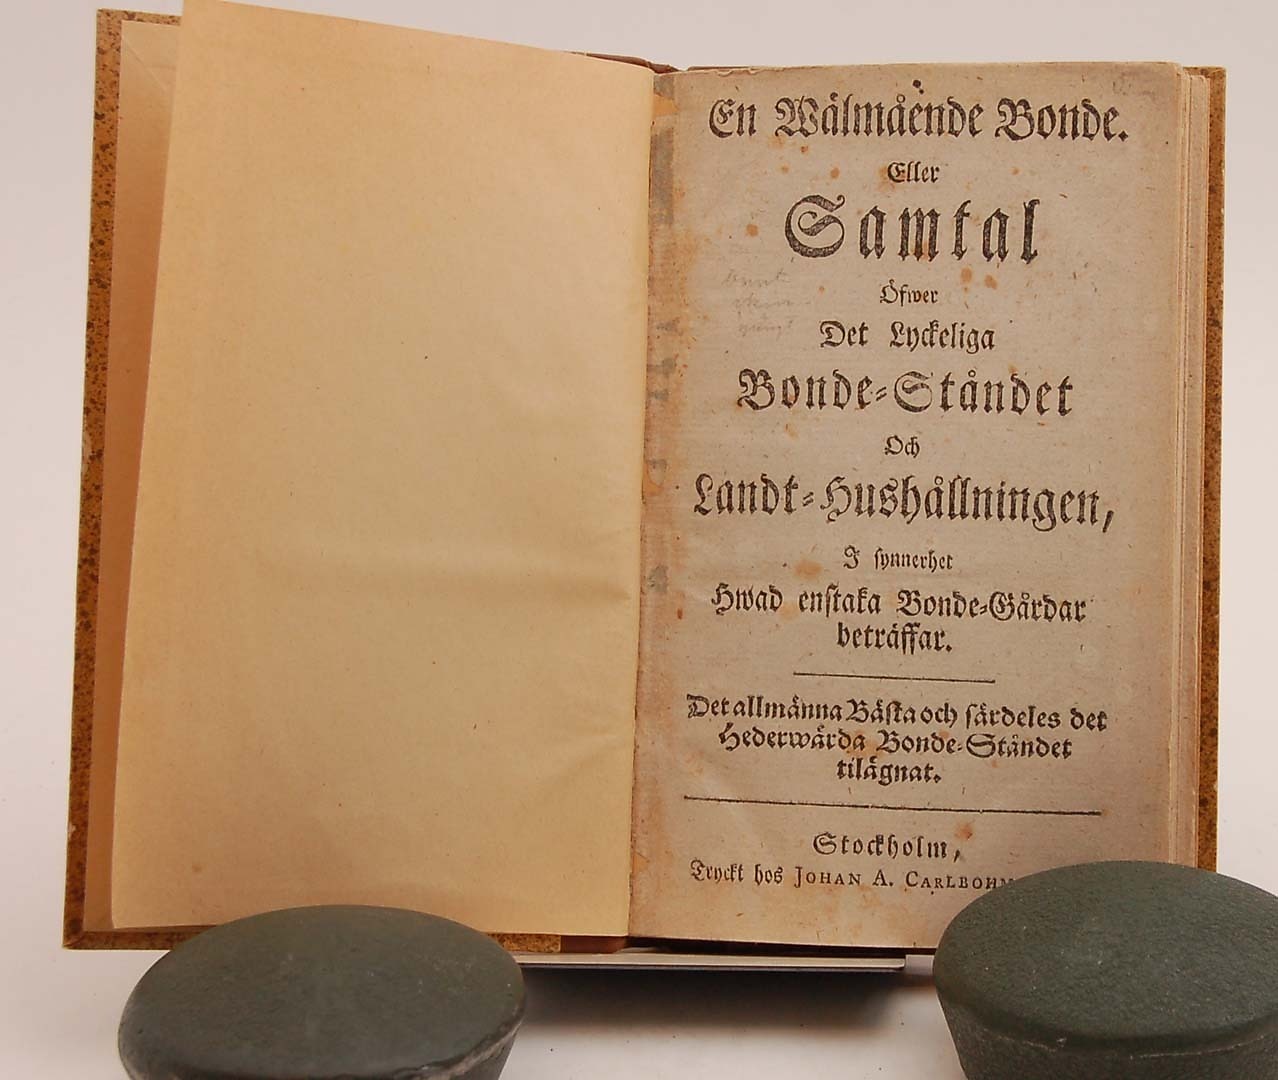 En Wälmående Bonde.
Eller
Samtal
Öfwer
Det Lyckeliga
Bonde-Ståndet
Och
Landt-Hushållningen,
I synnerhet
Hwad enstaka Bonde-Gårdar
beträffar.
Det allmänna Bästa och särdeles det
Hederwärda Bonde-Ståndet
tilägnat.
Stockholm,
Tryckt hos JOHAN A. CARLBOHM